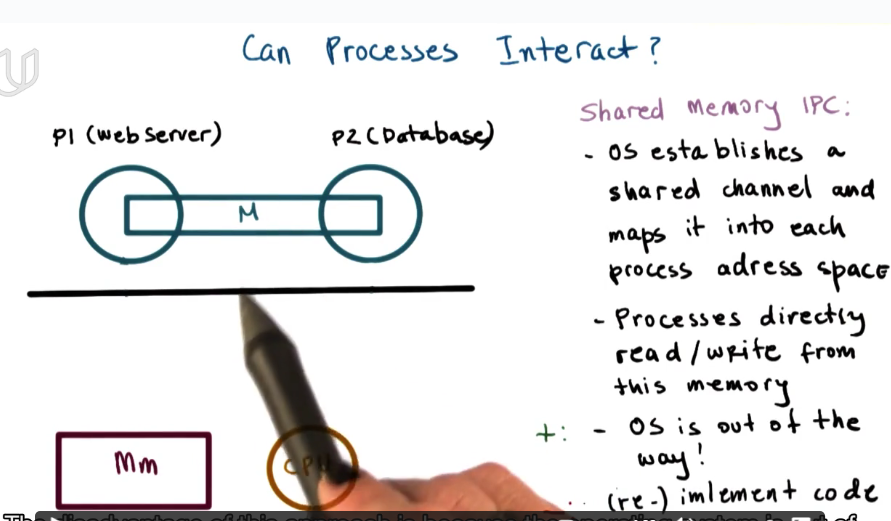 Can Processes Interact?
P1 (Web Server)
P2 (Database)
M
Mm
CPU
Shared Memory IPC:
- OS establishes a
shared channel and
maps it into each
process adress space
- Processes directly
read/write from
this memory
+: - OS is out of the
way!
(re-) imlement code